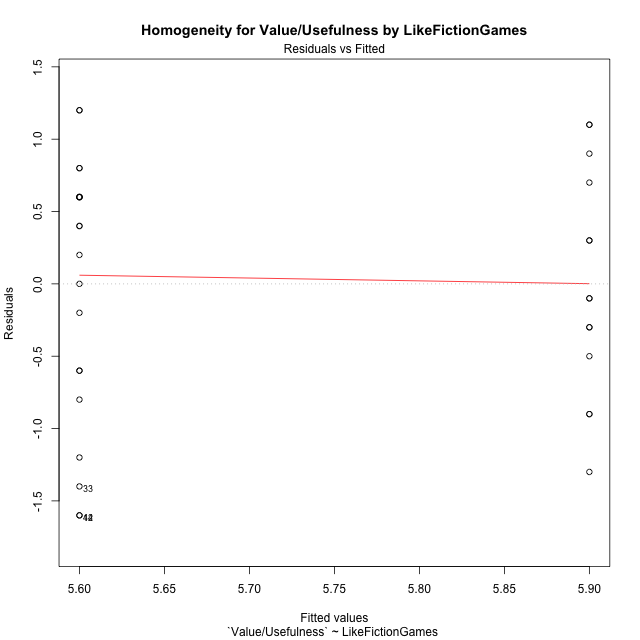 Homogeneity for Value/Usefulness by LikeFictionGames
Residuals vs Fitted
1.5
1.0
0.5
0.0
-0.5
-1.0
-1.5
Residuals
33
5.60 5.65 5.70 5.75 5.80 5.85 5.90
Fitted values
`Value/Usefulness` ~ LikeFictionGames